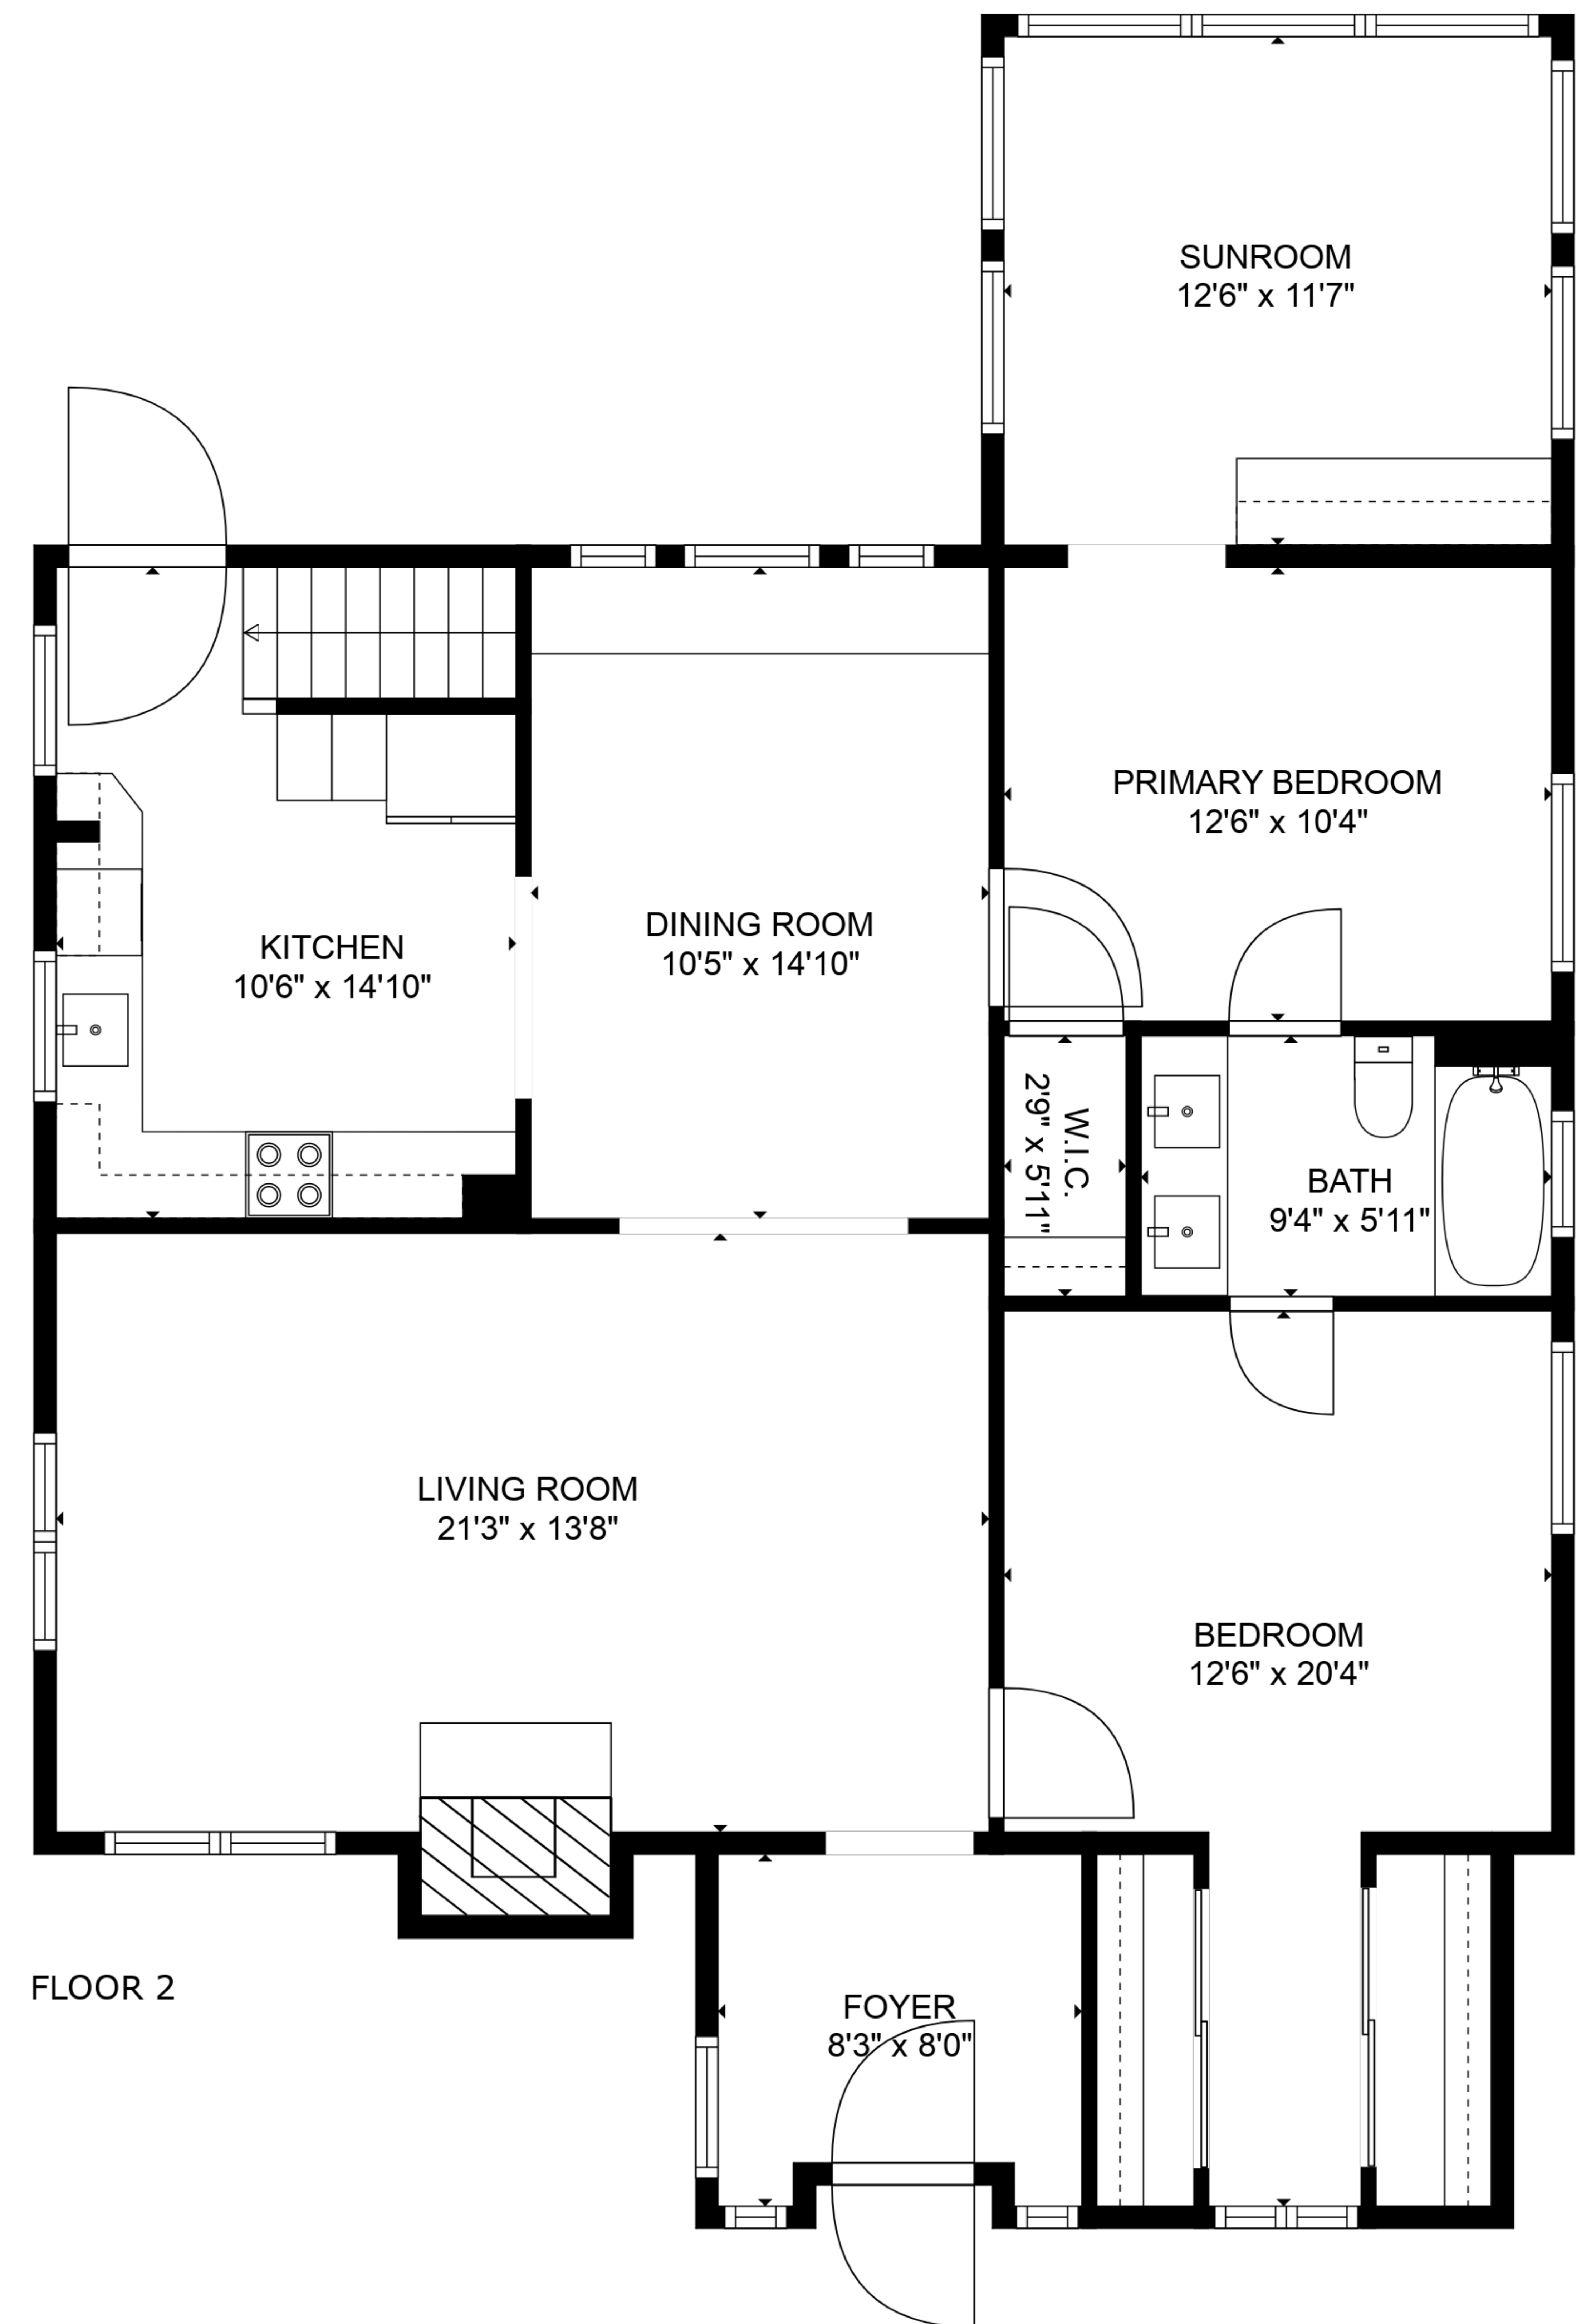 SUNROOM
12'6" x 11'7"
PRIMARY BEDROOM
12'6" x 10'4"
DINING ROOM
10'5" x 14'10"
KITCHEN
10'6" x 14'10"
W.I.C.
2'9" x 5'11"
BATH
9'4" x 5'11"
LIVING ROOM
21'3" x 13'8"
BEDROOM
12'6" x 20'4"
FLOOR 2
FOYER
8'3" x 8'0"